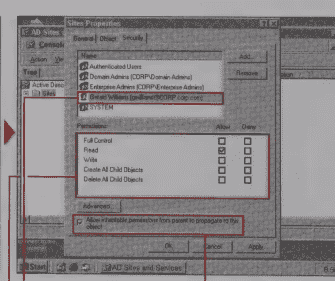 Sites Properties
AD Sites
Console
Action
Tree
General Object Security
Name
Add...
Authenticated Users
Domain Admins (CORP\Domain Admins)
Remove
Enterprise Admins (CORP\Enterprise Admins)
SYSTEM
Active
Sites
Permissions: Allow Deny
Full Control
Read
Write
Create All Child Objects
Delete All Child Objects
Advanced...
Allow inheritable permissions from parent to propagate to this
object
OK Cancel Apply
Start AD Sites and Services